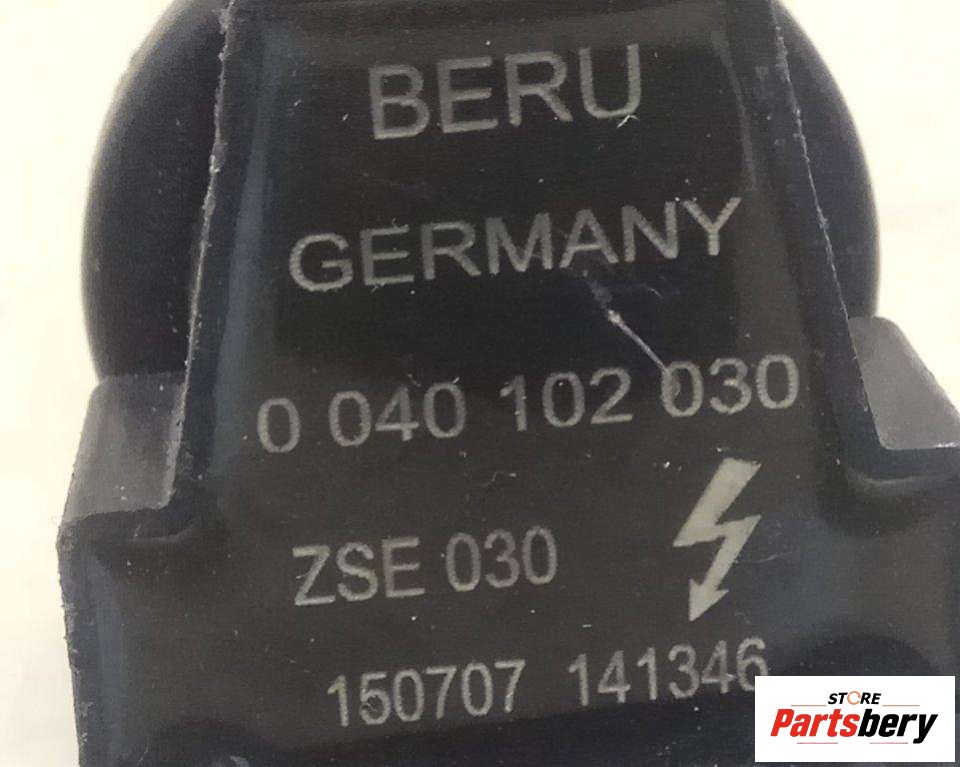 BERU
GERMANY
0 040 102 030
ZSE 030
150707 141346
STORE
Partsbery